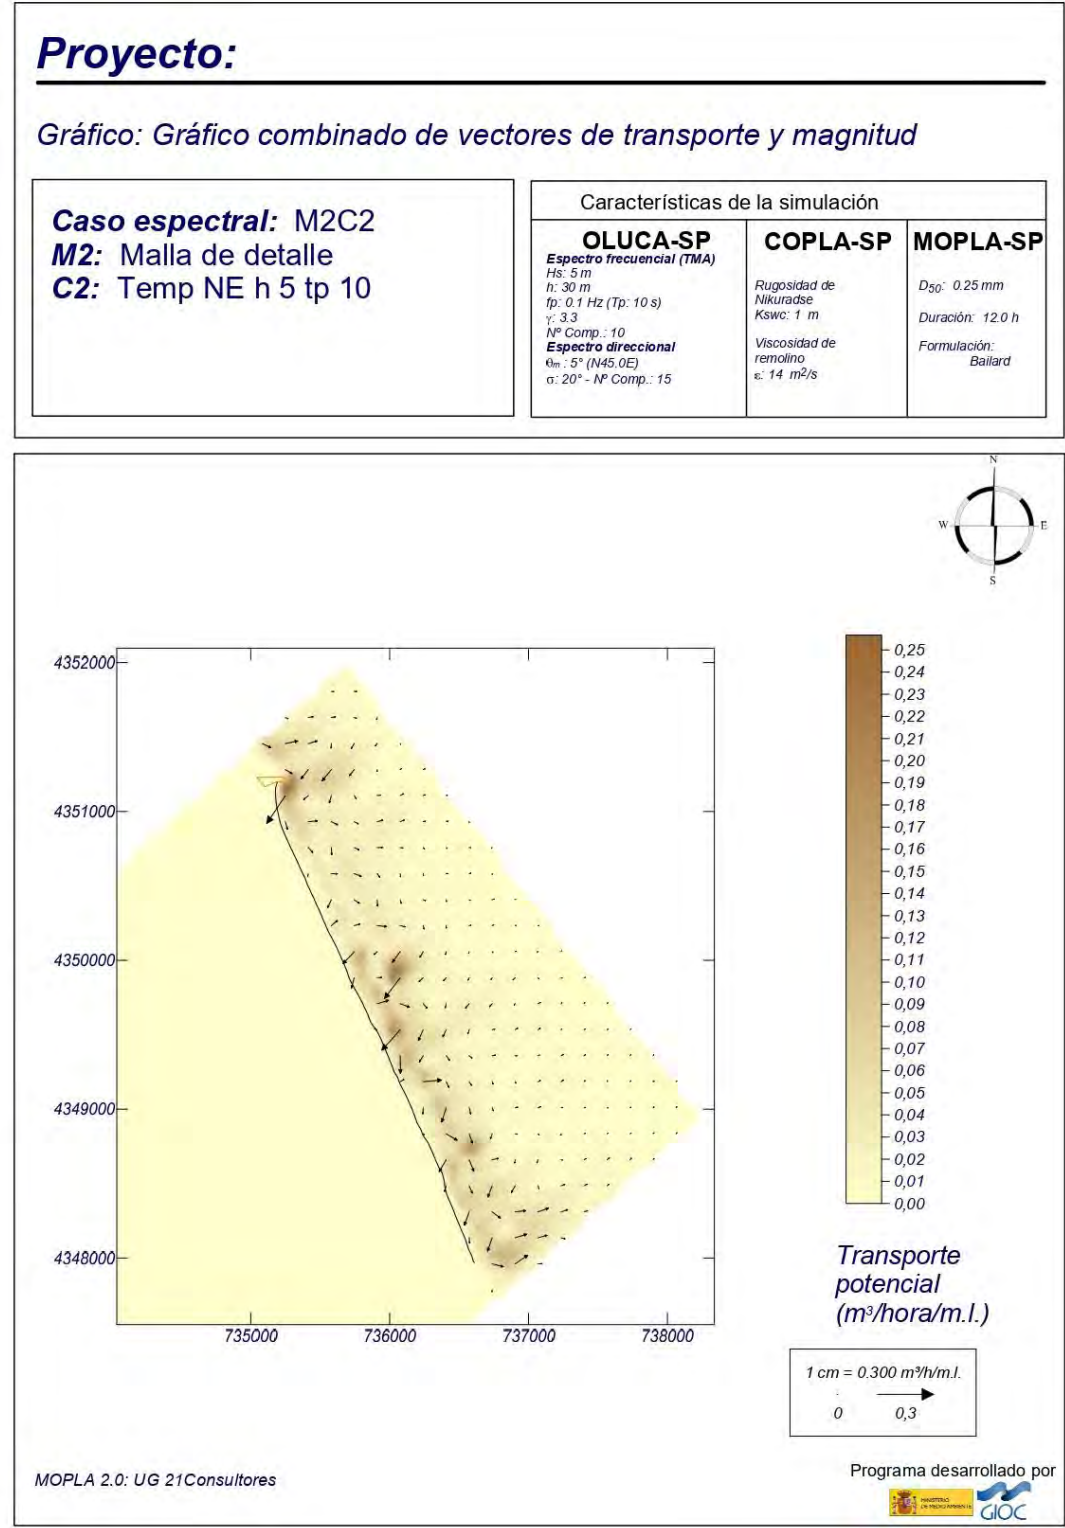 Proyecto:
Gráfico: Gráfico combinado de vectores de transporte y magnitud
Caso espectral: M2C2
M2: Malla de detalle
C2: Temp NE h 5 tp 10
Características de la simulación
OLUCA-SP
Espectro frecuencial (TMA)
Hs: 5 m
h: 30 m
fp: 0.1 Hz (Tp: 10 s)
γ: 3.3
Nº Comp.: 10
Espectro direccional
θm : 5° (N45.0E)
σ: 20° - Nº Comp.: 15
COPLA-SP
Rugosidad de
Nikuradse
Kswc: 1 m
Viscosidad de
remolino
ε: 14 m2/s
MOPLA-SP
D50: 0.25 mm
Duración: 12.0 h
Formulación:
Bailard
N
W
E
S
4352000
4351000
4350000
4349000
4348000
735000
736000
737000
738000
0,25
0,24
0,23
0,22
0,21
0,20
0,19
0,18
0,17
0,16
0,15
0,14
0,13
0,12
0,11
0,10
0,09
0,08
0,07
0,06
0,05
0,04
0,03
0,02
0,01
0,00
Transporte
potencial
(m3/hora/m.l.)
1 cm = 0.300 m³/h/m.l.
0
0,3
MOPLA 2.0: UG 21Consultores
Programa desarrollado por
MINISTERIO
DE MEDIO AMBIENTE
GIOC